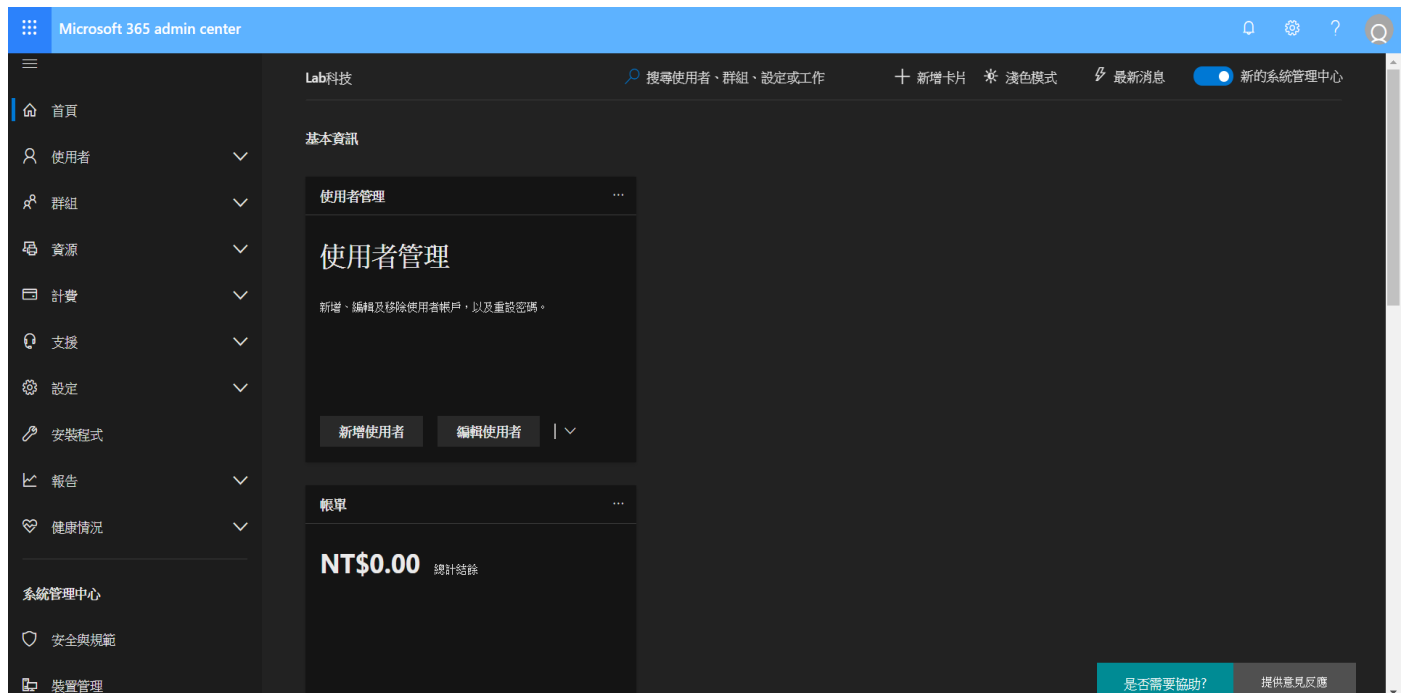 Microsoft 365 admin center
?
Lab科技
搜尋使用者、群組、設定或工作
新增卡片
淺色模式
最新消息
新的系統管理中心
首頁
使用者
群組
資源
計費
支援
設定
安裝程式
報告
健康情況
系統管理中心
安全與規範
裝置管理
基本資訊
使用者管理
...
使用者管理
新增、編輯及移除使用者帳戶,以及重設密碼。
新增使用者
編輯使用者
帳單
...
NT$0.00 總計結餘
是否需要協助?
提供意見反應